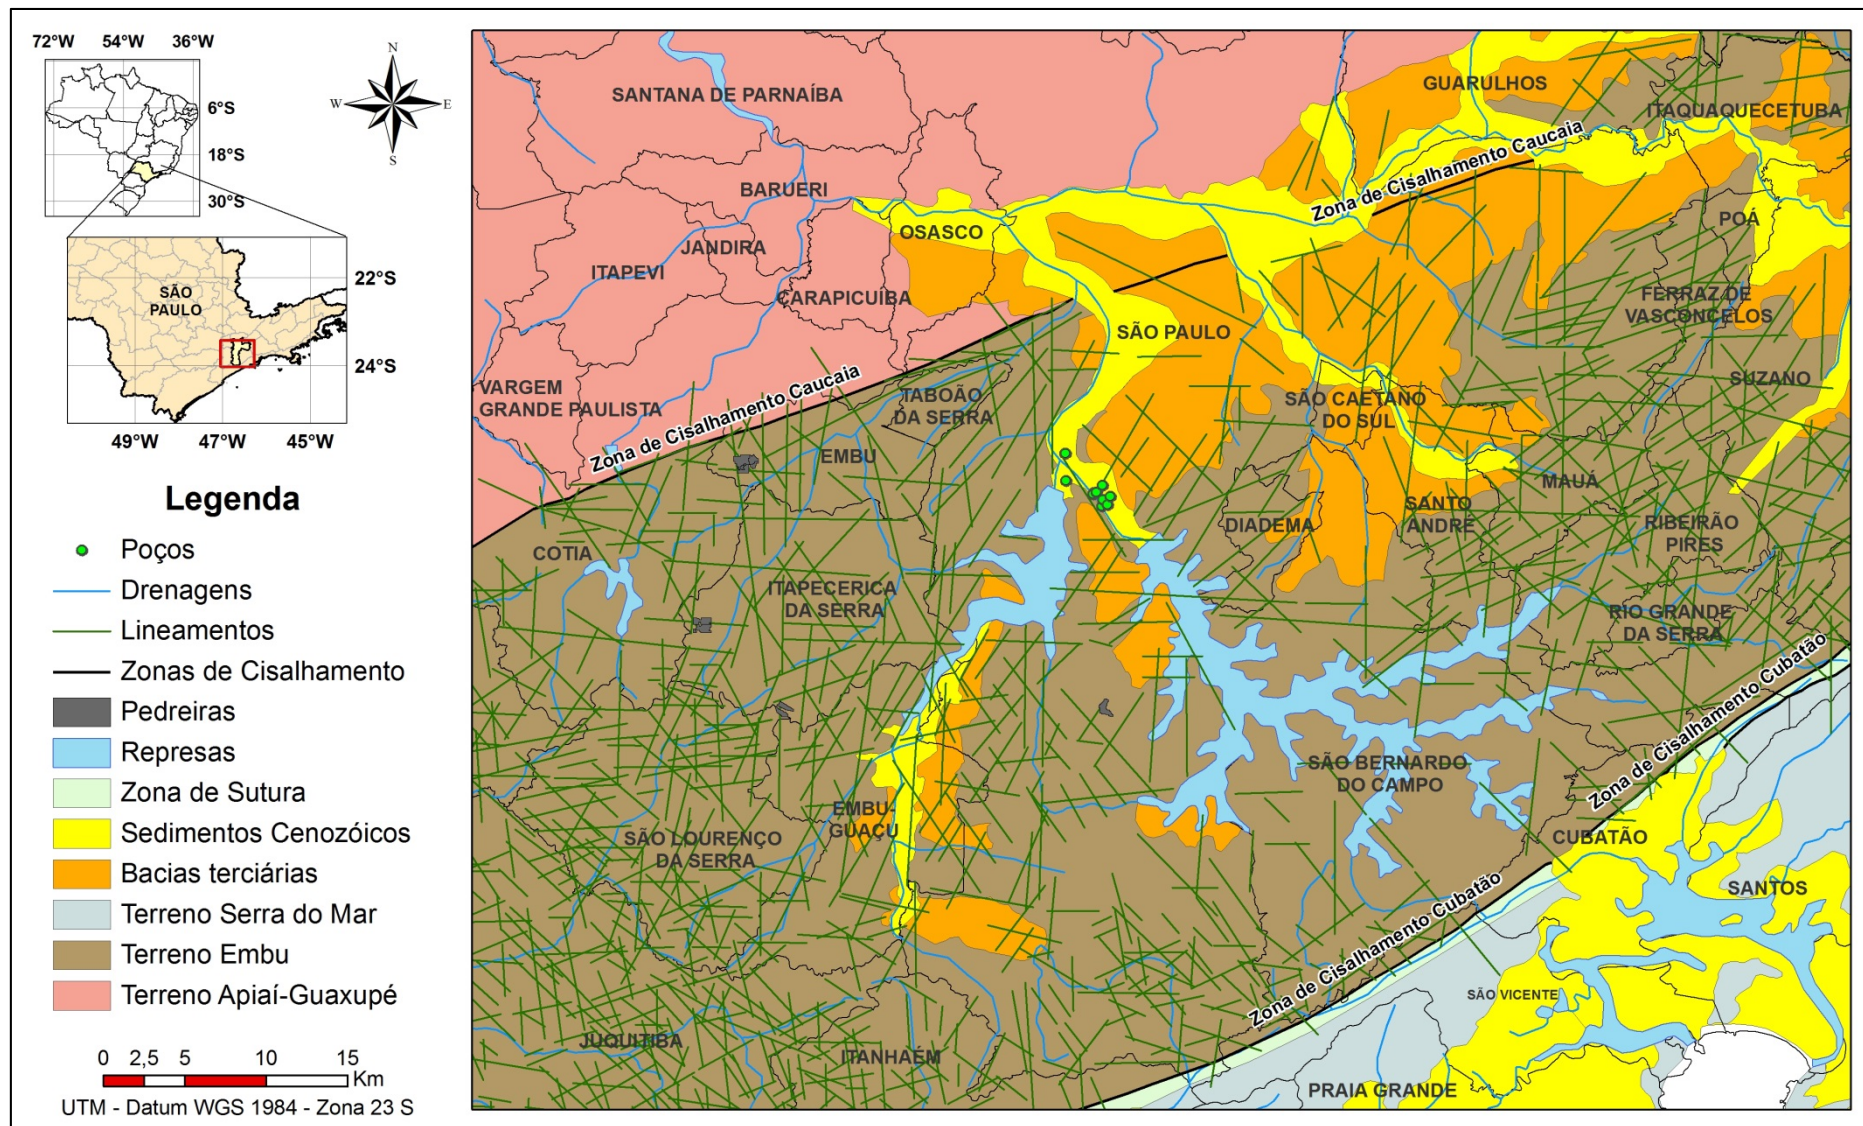 72°W 54°W 36°W
6°S
18°S
30°S
N
W E
S
22°S
24°S
SÃO
PAULO
49°W 47°W 45°W
Legenda
Poços
Drenagens
Lineamentos
Zonas de Cisalhamento
Pedreiras
Represas
Zona de Sutura
Sedimentos Cenozóicos
Bacias terciárias
Terreno Serra do Mar
Terreno Embu
Terreno Apiaí-Guaxupé
0 2,5 5 10 15
Km
UTM - Datum WGS 1984 - Zona 23 S
SANTANA DE PARNAÍBA
GUARULHOS
ITAQUAQUECETUBA
Zona de Cisalhamento Caucaia
BARUERI
OSASCO
POÁ
JANDIRA
ITAPEVI
CARAPICUÍBA
FERRAZ DE
VASCONCELOS
SÃO PAULO
SUZANO
VARGEM
GRANDE PAULISTA
Zona de Cisalhamento Caucaia
TABOÃO
DA SERRA
SÃO CAETANO
DO SUL
EMBU
MAUÁ
SANTO
ANDRÉ
DIADEMA
RIBEIRÃO
PIRES
COTIA
ITAPECERICA
DA SERRA
RIO GRANDE
DA SERRA
Zona de Cisalhamento Cubatão
SÃO BERNARDO
DO CAMPO
EMBU-
GUAÇU
SÃO LOURENÇO
DA SERRA
CUBATÃO
SANTOS
Zona de Cisalhamento Cubatão
SÃO VICENTE
JUQUITIBA
ITANHAÉM
PRAIA GRANDE